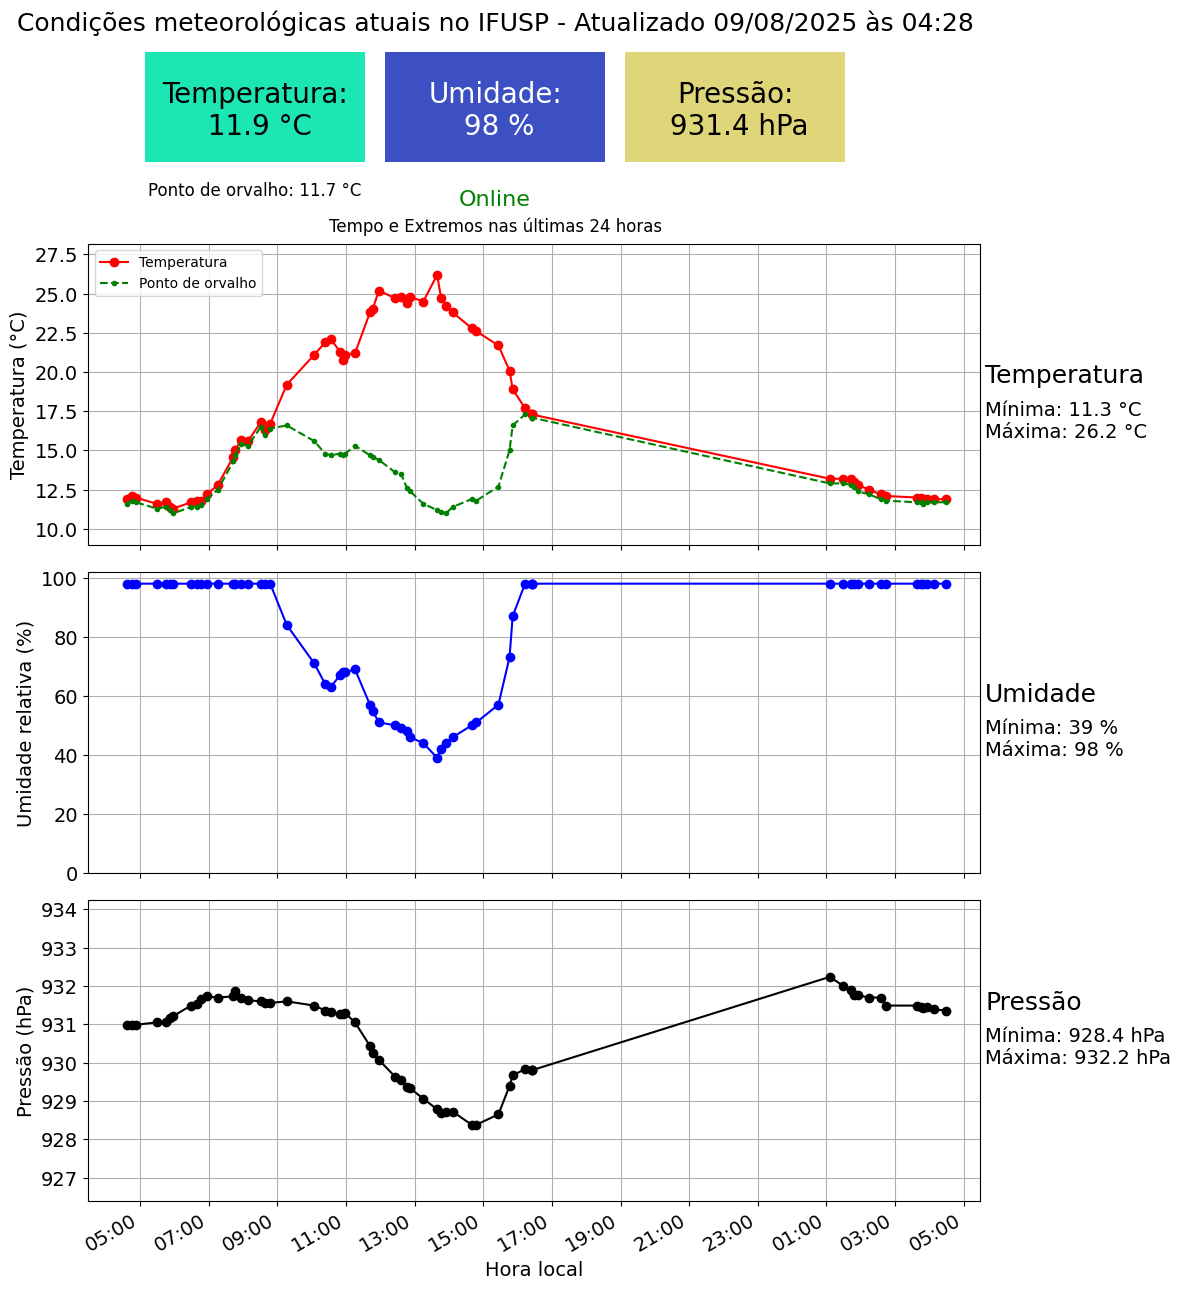 Condições meteorológicas atuais no IFUSP - Atualizado 09/08/2025 às 04:28
Temperatura:
11.9 °C
Umidade:
98 %
Pressão:
931.4 hPa
Ponto de orvalho: 11.7 °C
Online
Tempo e Extremos nas últimas 24 horas
Temperatura (°C)
27.5
25.0
22.5
20.0
17.5
15.0
12.5
10.0
Temperatura
Ponto de orvalho
Temperatura
Mínima: 11.3 °C
Máxima: 26.2 °C
Umidade relativa (%)
100
80
60
40
20
0
Umidade
Mínima: 39 %
Máxima: 98 %
Pressão (hPa)
934
933
932
931
930
929
928
927
Pressão
Mínima: 928.4 hPa
Máxima: 932.2 hPa
05:00 07:00 09:00 11:00 13:00 15:00 17:00 19:00 21:00 23:00 01:00 03:00 05:00
Hora local